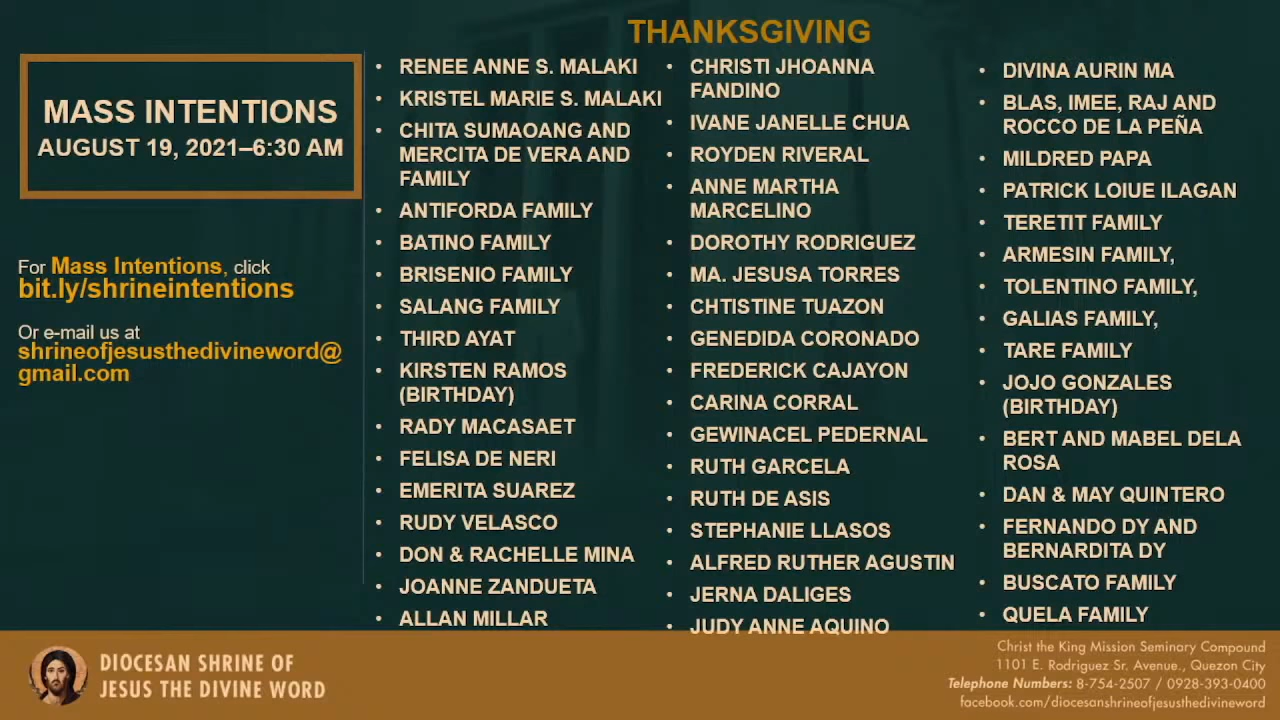 THANKSGIVING
MASS INTENTIONS
AUGUST 19, 2021–6:30 AM
For Mass Intentions, click
bit.ly/shrineintentions
Or e-mail us at
shrineofjesusthedivineword@
gmail.com
• RENEE ANNE S. MALAKI
• KRISTEL MARIE S. MALAKI
• CHITA SUMAOANG AND
MERCITA DE VERA AND
FAMILY
• ANTIFORDA FAMILY
• BATINO FAMILY
• BRISENIO FAMILY
• SALANG FAMILY
• THIRD AYAT
• KIRSTEN RAMOS
(BIRTHDAY)
• RADY MACASAET
• FELISA DE NERI
• EMERITA SUAREZ
• RUDY VELASCO
• DON & RACHELLE MINA
• JOANNE ZANDUETA
• ALLAN MILLAR
• CHRISTI JHOANNA
FANDINO
• IVANE JANELLE CHUA
• ROYDEN RIVERAL
• ANNE MARTHA
MARCELINO
• DOROTHY RODRIGUEZ
• MA. JESUSA TORRES
• CHTISTINE TUAZON
• GENEDIDA CORONADO
• FREDERICK CAJAYON
• CARINA CORRAL
• GEWINACEL PEDERNAL
• RUTH GARCELA
• RUTH DE ASIS
• STEPHANIE LLASOS
• ALFRED RUTHER AGUSTIN
• JERNA DALIGES
• JUDY ANNE AQUINO
• DIVINA AURIN MA
• BLAS, IMEE, RAJ AND
ROCCO DE LA PEÑA
• MILDRED PAPA
• PATRICK LOIUE ILAGAN
• TERETIT FAMILY
• ARMESIN FAMILY,
• TOLENTINO FAMILY,
• GALIAS FAMILY,
• TARE FAMILY
• JOJO GONZALES
(BIRTHDAY)
• BERT AND MABEL DELA
ROSA
• DAN & MAY QUINTERO
• FERNANDO DY AND
BERNARDITA DY
• BUSCATO FAMILY
• QUELA FAMILY
DIOCESAN SHRINE OF
JESUS THE DIVINE WORD
Christ the King Mission Seminary Compound
1101 E. Rodriguez Sr. Avenue., Quezon City
Telephone Numbers: 8-754-2507 / 0928-393-0400
facebook.com/diocesanshrineofjesusthedivineword